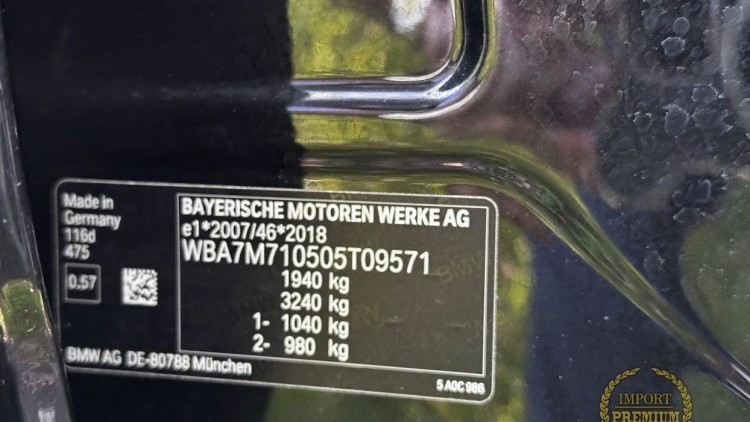 Made in
Germany
116d
475
0.57
BAYERISCHE MOTOREN WERKE AG
e1*2007/46*2018
WBA7M710505T09571
1940 kg
3240 kg
1- 1040 kg
2- 980 kg
BMW AG DE-80788 München
5 A0C 986
IMPORT
PREMIUM